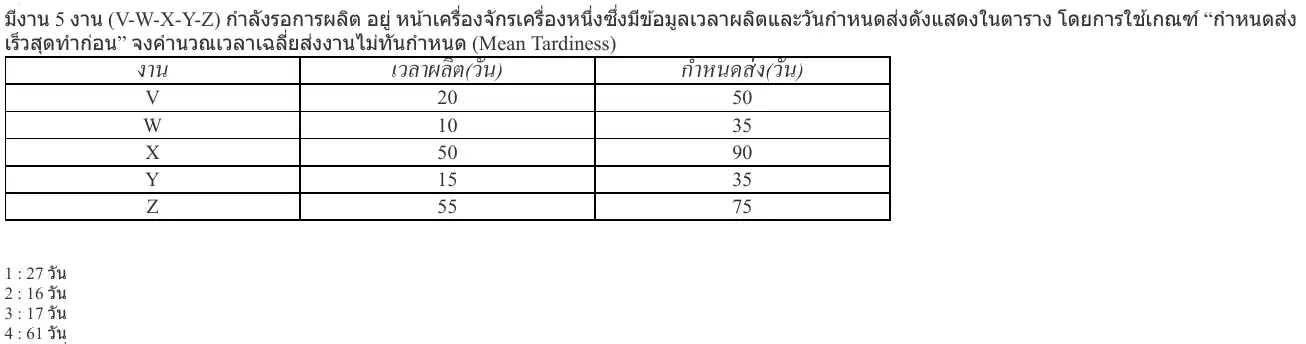 มีงาน 5 งาน (V-W-X-Y-Z) กำลังรอการผลิต อยู่ หน้าเครื่องจักรเครื่องหนึ่งซึ่งมีข้อมูลเวลาผลิตและวันกำหนดส่งดังแสดงในตาราง โดยการใช้เกณฑ์ “กำหนดส่ง
เร็วสุดทำก่อน” จงคำนวณเวลาเฉลี่ยส่งงานไม่ทันกำหนด (Mean Tardiness)
งาน เวลาผลิต(วัน) กำหนดส่ง(วัน)
V 20 50
W 10 35
X 50 90
Y 15 35
Z 55 75
1 : 27 วัน
2 : 16 วัน
3 : 17 วัน
4 : 61 วัน